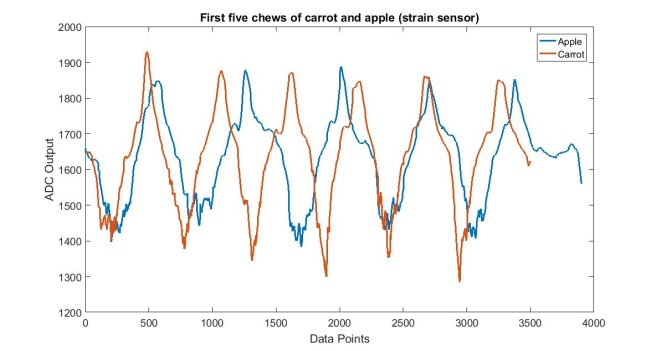 First five chews of carrot and apple (strain sensor)
2000
1900
1800
1700
1600
1500
1400
1300
1200
ADC Output
Apple
Carrot
0 500 1000 1500 2000 2500 3000 3500 4000
Data Points